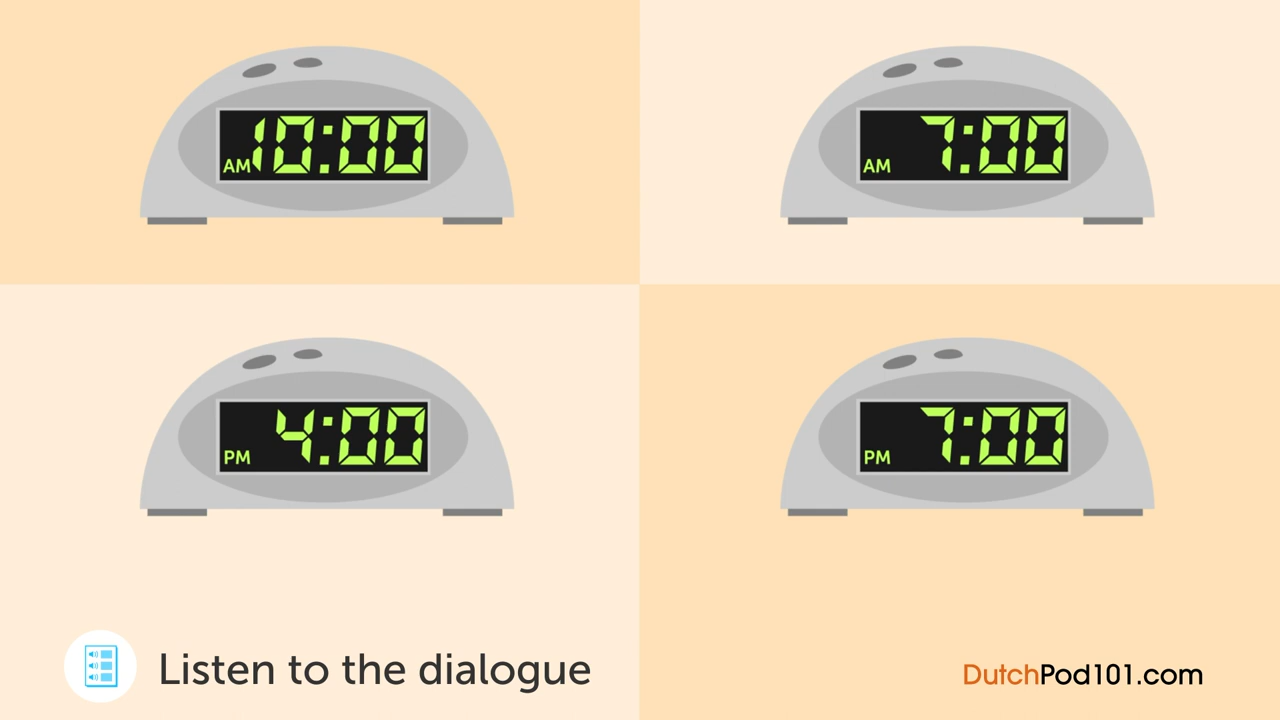 AM 10:00
AM 7:00
PM 4:00
PM 7:00
Listen to the dialogue
DutchPod101.com